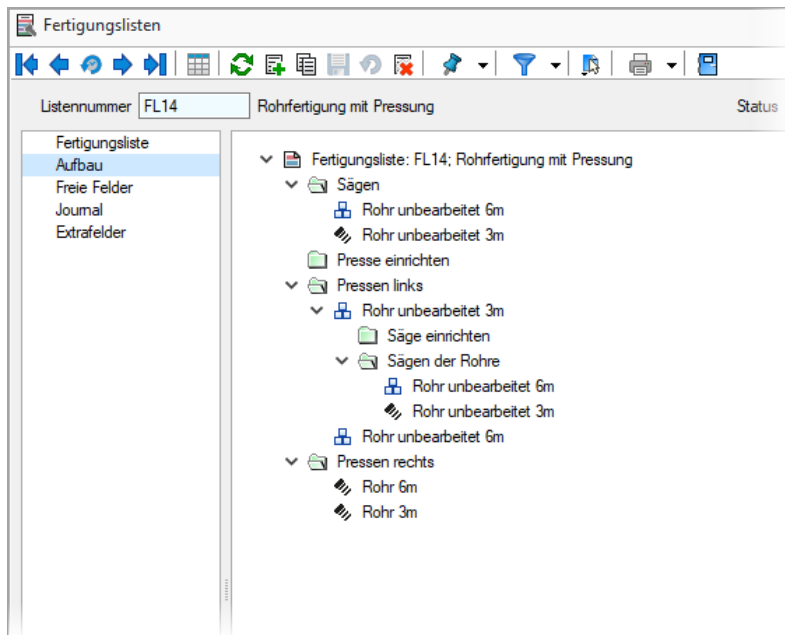 Fertigungslisten
Listennummer FL14 Rohrfertigung mit Pressung Status
Fertigungsliste
Aufbau
Freie Felder
Journal
Extrafelder
Fertigungsliste: FL14; Rohrfertigung mit Pressung
Sägen
Rohr unbearbeitet 6m
Rohr unbearbeitet 3m
Presse einrichten
Pressen links
Rohr unbearbeitet 3m
Säge einrichten
Sägen der Rohre
Rohr unbearbeitet 6m
Rohr unbearbeitet 3m
Rohr unbearbeitet 6m
Pressen rechts
Rohr 6m
Rohr 3m